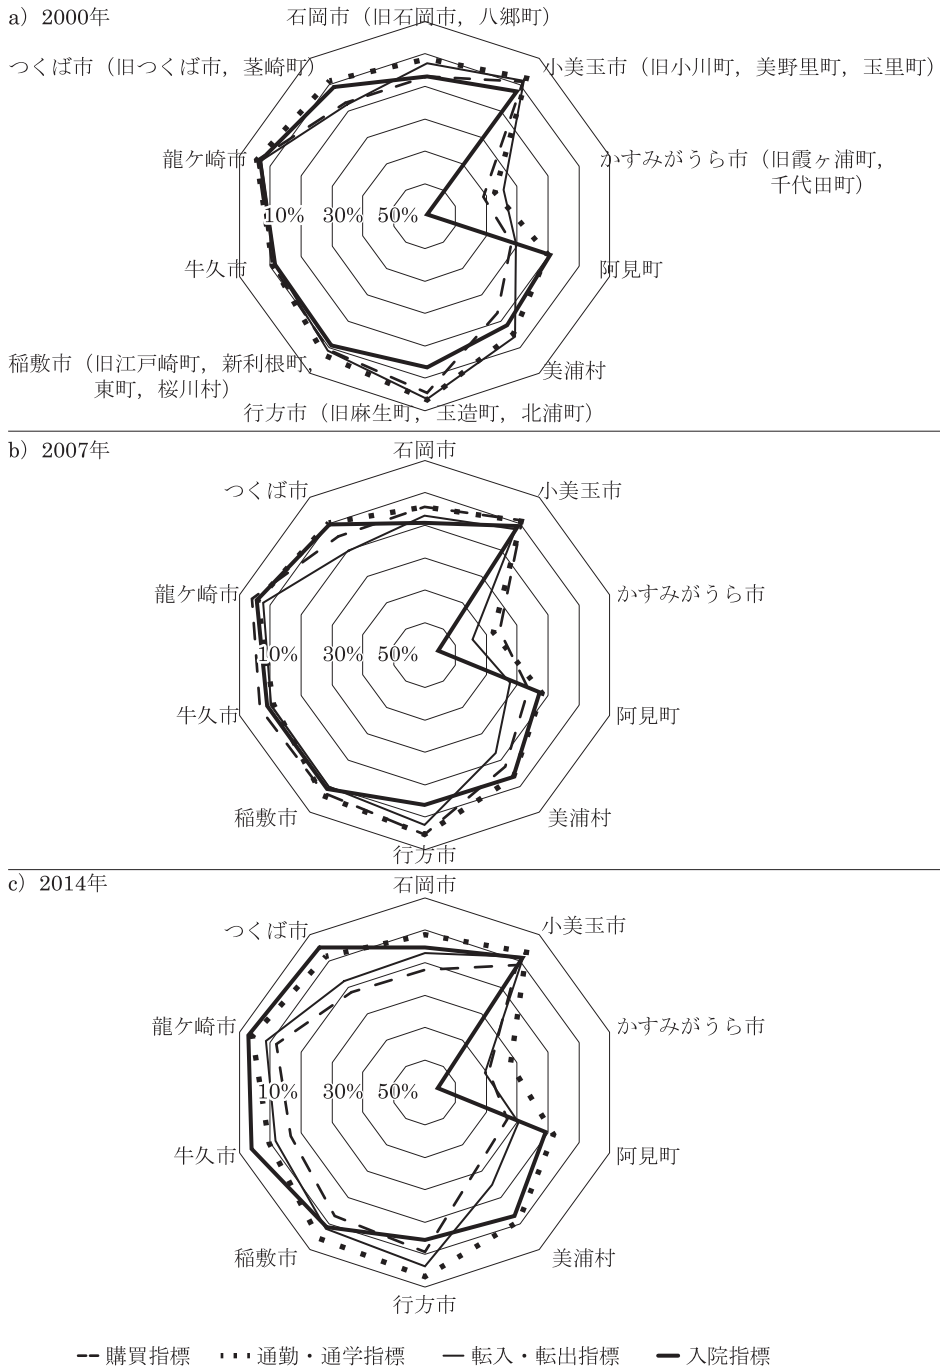 a）2000年
石岡市（旧石岡市，八郷町）
つくば市（旧つくば市，茎崎町）
小美玉市（旧小川町，美野里町，玉里町）
龍ケ崎市
かすみがうら市（旧霞ヶ浦町，
千代田町）
10% 30% 50%
牛久市
阿見町
稲敷市（旧江戸崎町，新利根町，
東町，桜川村）
美浦村
行方市（旧麻生町，玉造町，北浦町）
b）2007年
石岡市
つくば市
小美玉市
龍ケ崎市
かすみがうら市
10% 30% 50%
牛久市
阿見町
稲敷市
美浦村
行方市
c）2014年
石岡市
つくば市
小美玉市
龍ケ崎市
かすみがうら市
10% 30% 50%
牛久市
阿見町
稲敷市
美浦村
行方市
購買指標 通勤・通学指標 転入・転出指標 入院指標